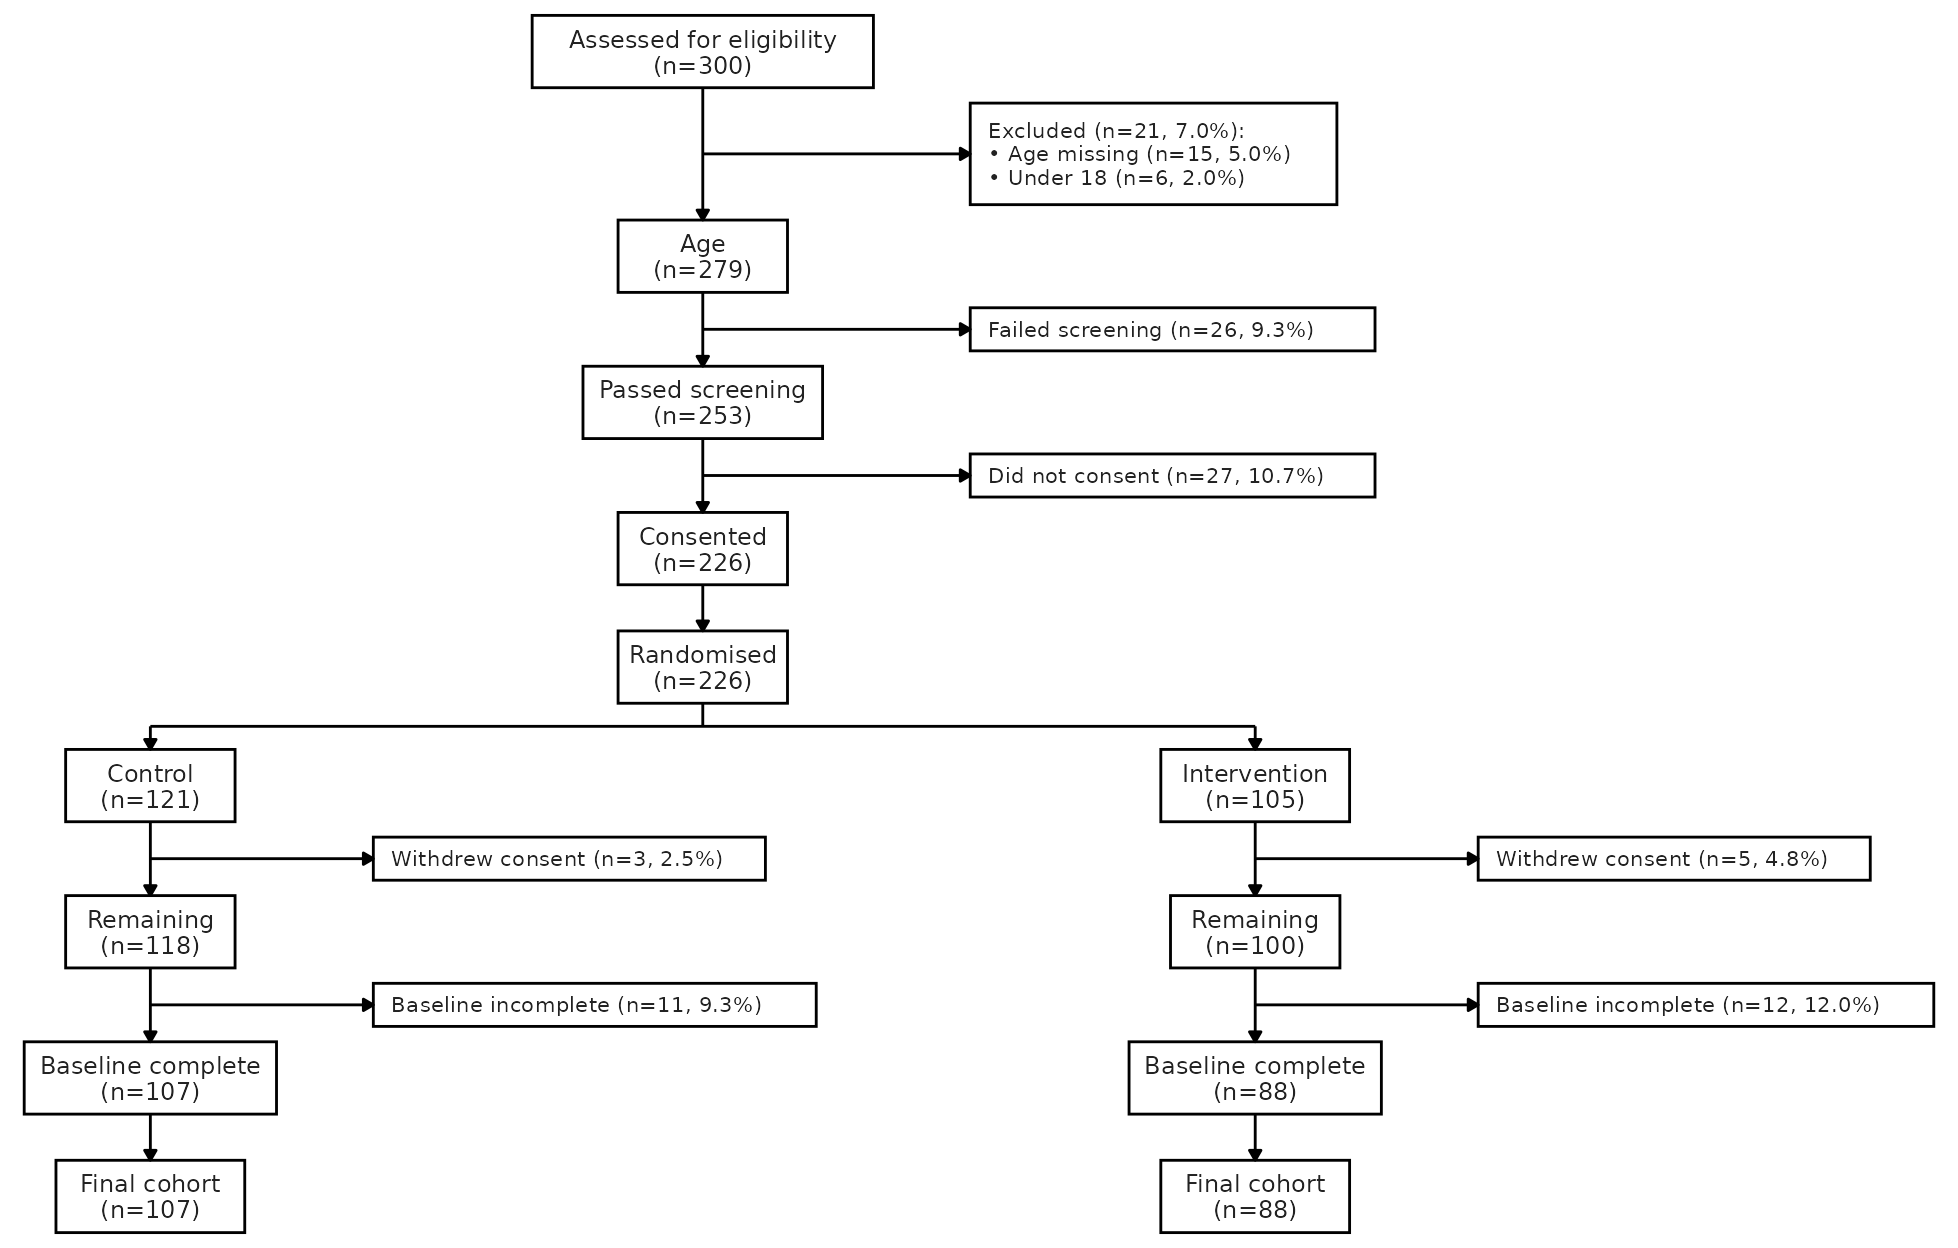 Assessed for eligibility
(n=300)
Excluded (n=21, 7.0%):
• Age missing (n=15, 5.0%)
• Under 18 (n=6, 2.0%)
Age
(n=279)
Failed screening (n=26, 9.3%)
Passed screening
(n=253)
Did not consent (n=27, 10.7%)
Consented
(n=226)
Randomised
(n=226)
Control
(n=121)
Withdrew consent (n=3, 2.5%)
Remaining
(n=118)
Baseline incomplete (n=11, 9.3%)
Baseline complete
(n=107)
Final cohort
(n=107)
Intervention
(n=105)
Withdrew consent (n=5, 4.8%)
Remaining
(n=100)
Baseline incomplete (n=12, 12.0%)
Baseline complete
(n=88)
Final cohort
(n=88)